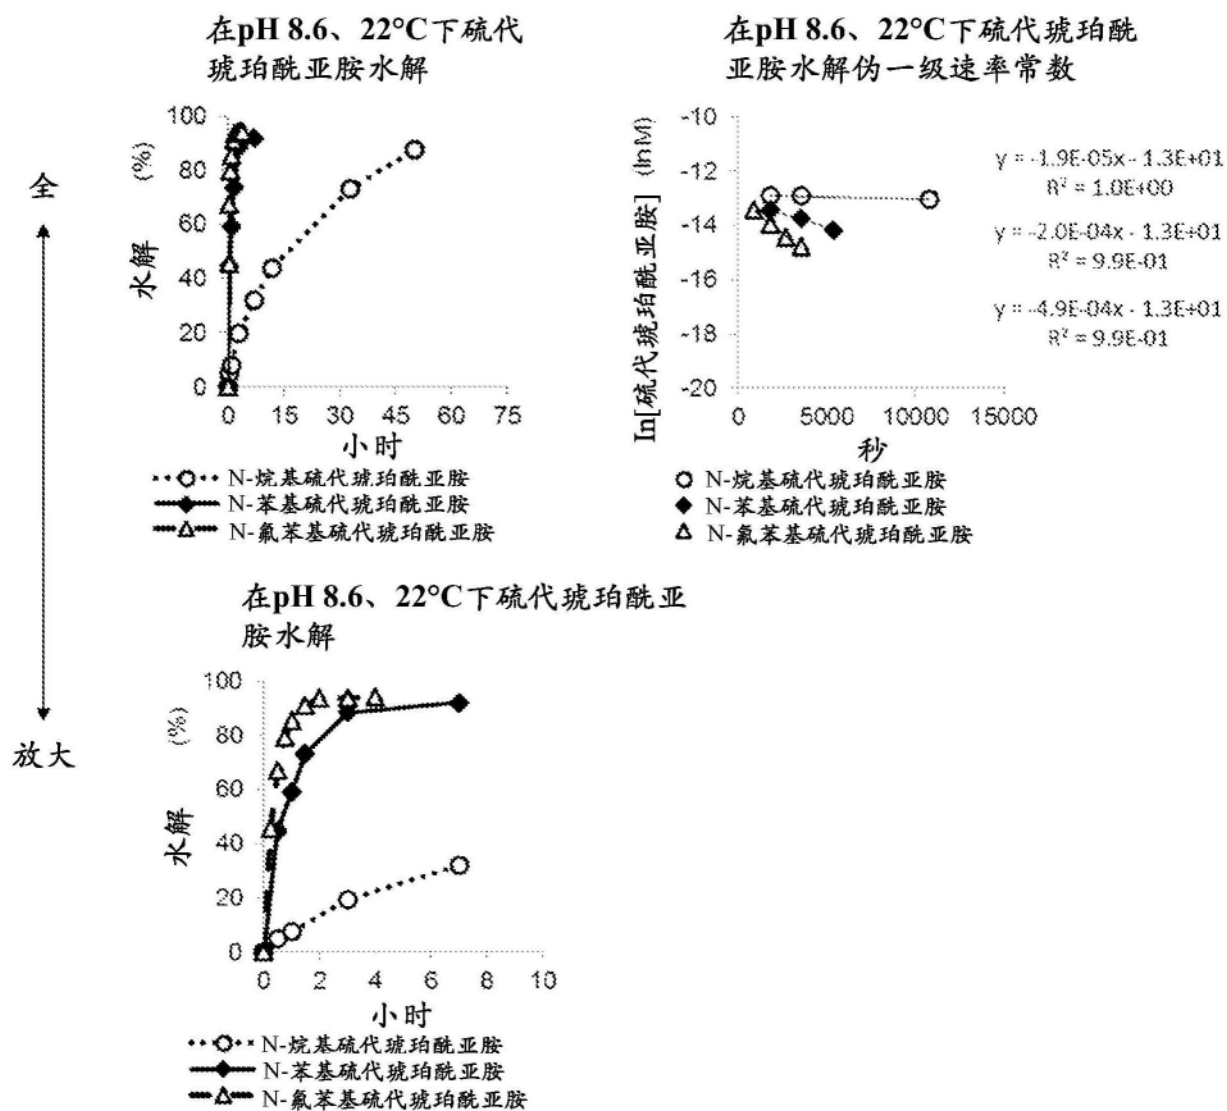 在pH 8.6、22°C下硫代
琥珀酰亚胺水解
100
80
60
40
20
0
水解 (%)
0 15 30 45 60 75
小时
N-烷基硫代琥珀酰亚胺
N-苯基硫代琥珀酰亚胺
N-氟苯基硫代琥珀酰亚胺
在pH 8.6、22°C下硫代琥珀酰
亚胺水解伪一级速率常数
-10
-12
-14
-16
-18
-20
In[硫代琥珀酰亚胺] (lnM)
0 5000 10000 15000
秒
y = -1.9E-05x - 1.3E+01
R² = 1.0E+00
y = -2.0E-04x - 1.3E+01
R² = 9.9E-01
y = -4.9E-04x - 1.3E+01
R² = 9.9E-01
N-烷基硫代琥珀酰亚胺
N-苯基硫代琥珀酰亚胺
N-氟苯基硫代琥珀酰亚胺
全
放大
在pH 8.6、22°C下硫代琥珀酰亚
胺水解
100
80
60
40
20
0
水解 (%)
0 2 4 6 8 10
小时
N-烷基硫代琥珀酰亚胺
N-苯基硫代琥珀酰亚胺
N-氟苯基硫代琥珀酰亚胺